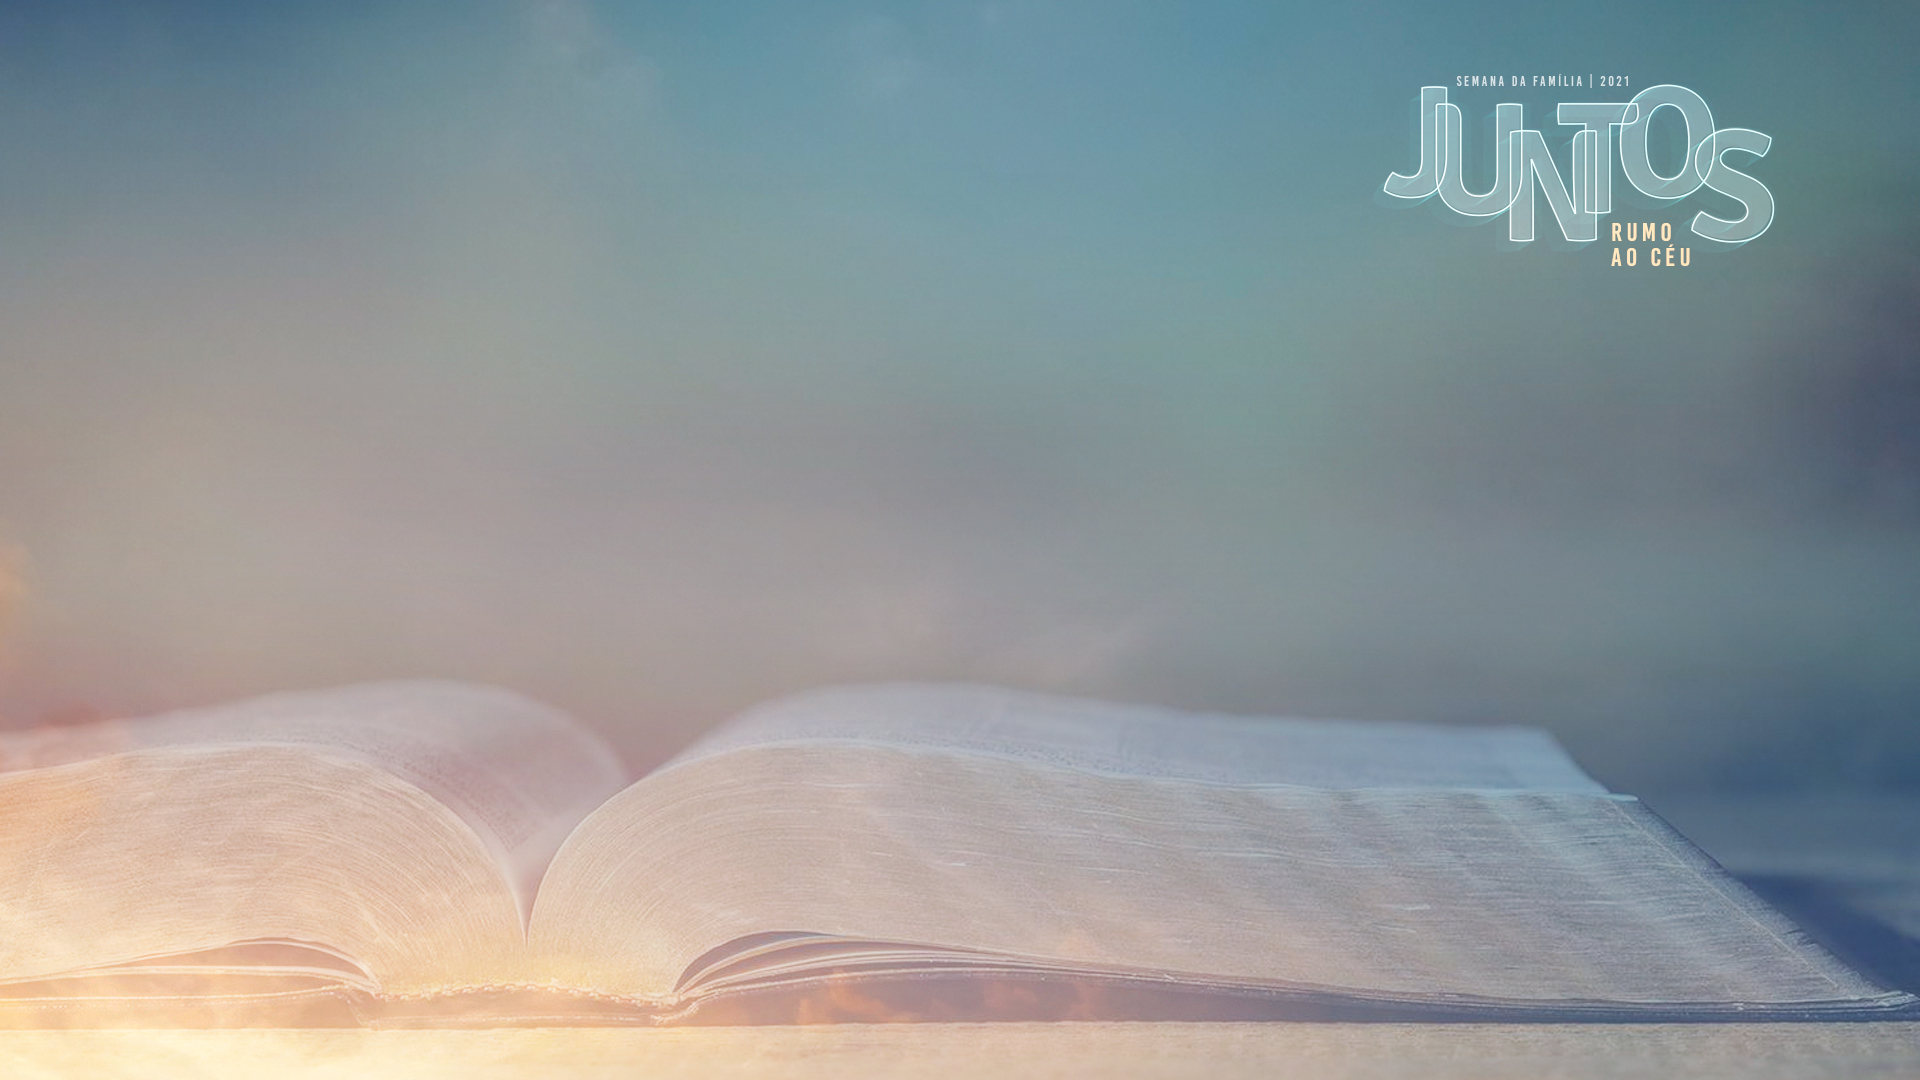 SEMANA DA FAMÍLIA | 2021
JUNTOS
RUMO
AO CÉU